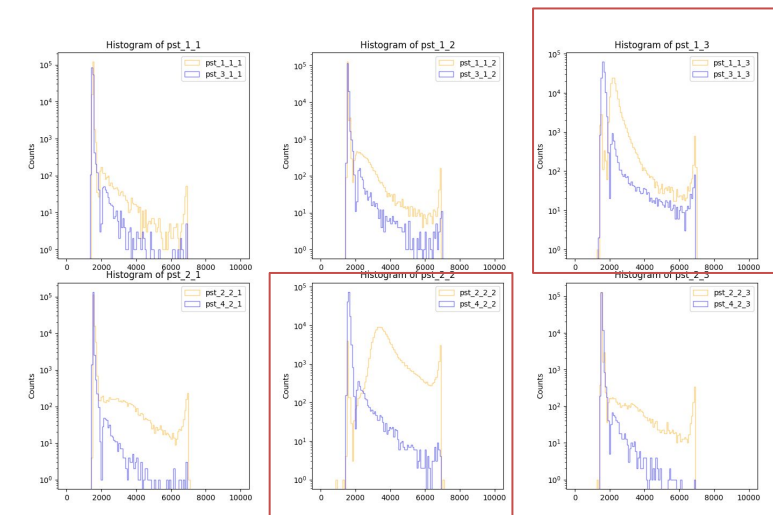 Histogram of pst_1_1
pst_1_1_1
pst_3_1_1
10⁵
10⁴
10³
10²
10¹
10⁰
Counts
0 2000 4000 6000 8000 10000
Histogram of pst_1_2
pst_1_1_2
pst_3_1_2
10⁵
10⁴
10³
10²
10¹
10⁰
Counts
0 2000 4000 6000 8000 10000
Histogram of pst_1_3
pst_1_1_3
pst_3_1_3
10⁵
10⁴
10³
10²
10¹
10⁰
Counts
0 2000 4000 6000 8000 10000
Histogram of pst_2_1
pst_2_2_1
pst_4_2_1
10⁵
10⁴
10³
10²
10¹
10⁰
Counts
0 2000 4000 6000 8000 10000
Histogram of pst_2_2
pst_2_2_2
pst_4_2_2
10⁵
10⁴
10³
10²
10¹
10⁰
Counts
0 2000 4000 6000 8000 10000
Histogram of pst_2_3
pst_2_2_3
pst_4_2_3
10⁵
10⁴
10³
10²
10¹
10⁰
Counts
0 2000 4000 6000 8000 10000